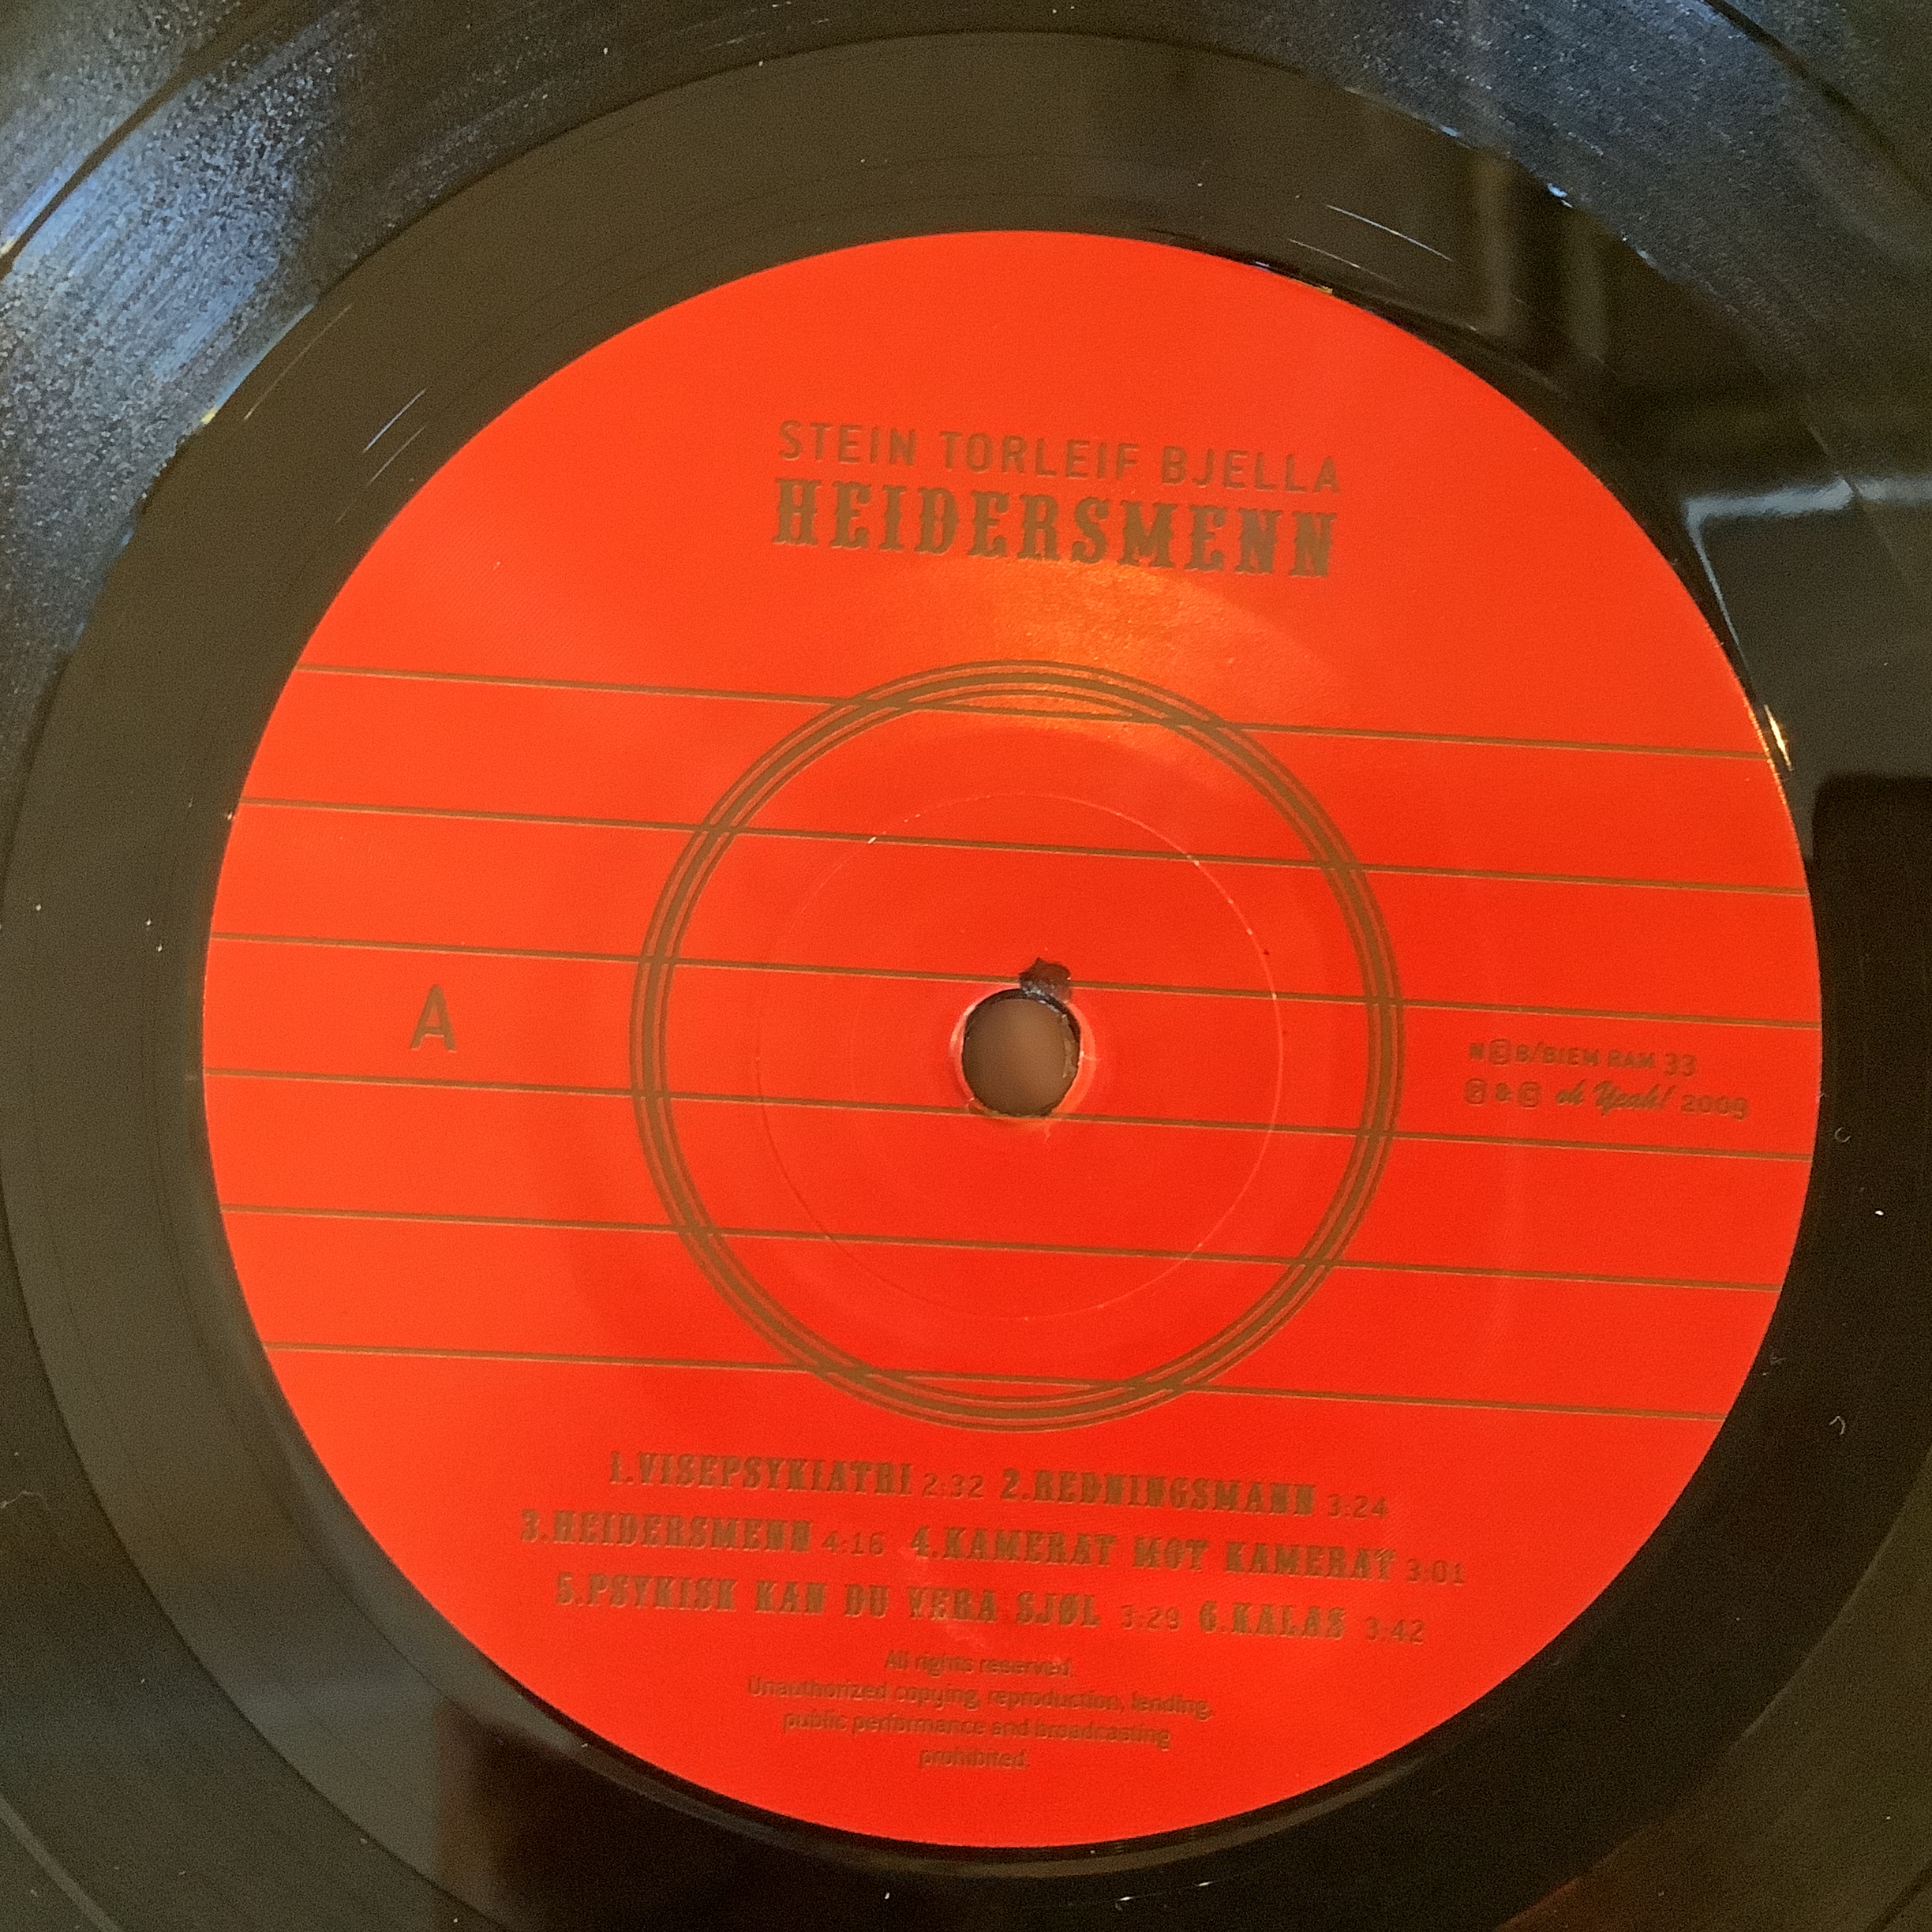 STEIN TORLEIF BJELLA
HEIDERSMENN
A
NCB/BIEM RAM 33
Ⓟ & Ⓒ oh Yeah! 2009
1.VISEPSYKIATRI 2:32 2.REDNINGSMANN 3:24
3.HEIDERSMENN 4:16 4.KAMERAT MOT KAMERAT 3:01
5.PSYKISK KAN DU VERA SJØL 3:29 6.KALAS 3:42
All rights reserved.
Unauthorized copying, reproduction, lending,
public performance and broadcasting
prohibited.